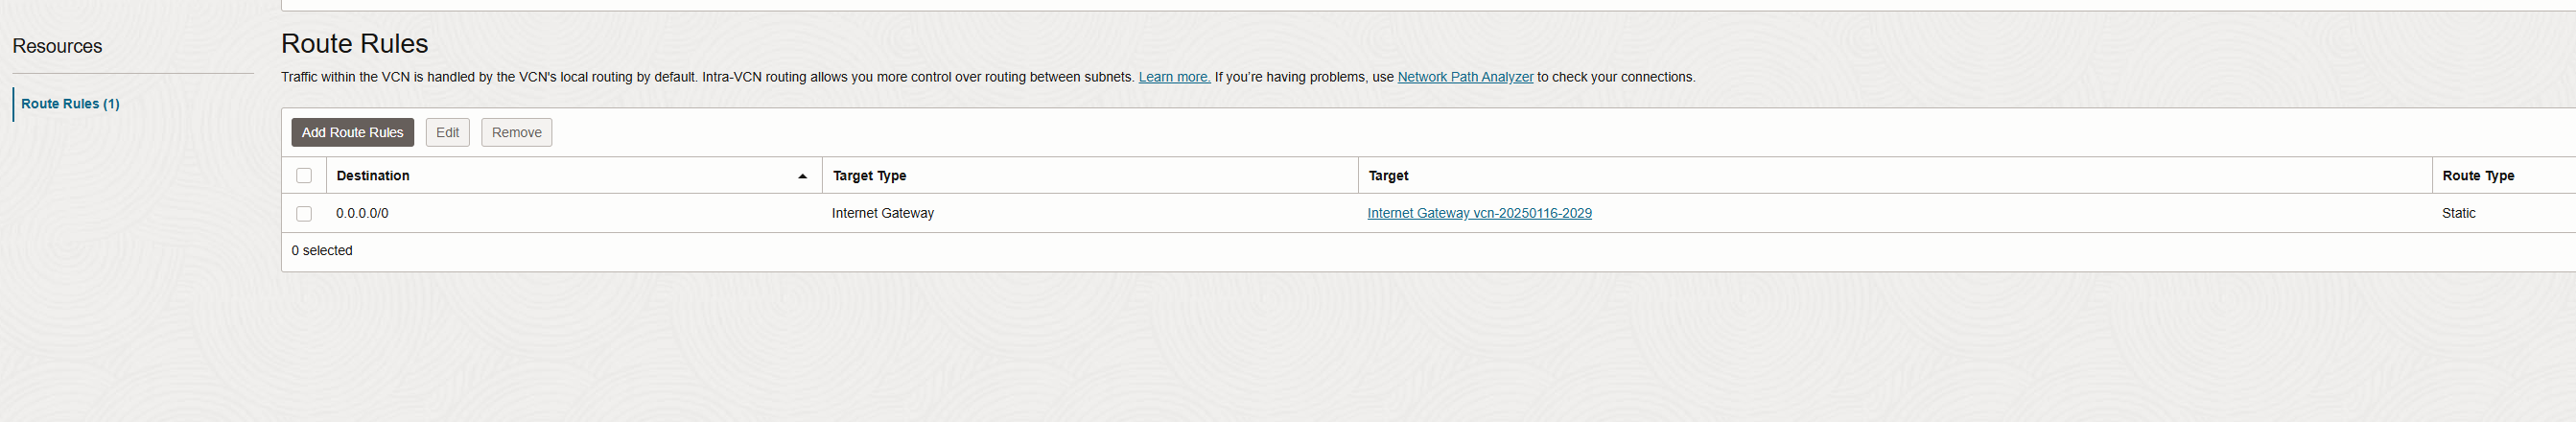 Resources
Route Rules (1)
Route Rules
Traffic within the VCN is handled by the VCN's local routing by default. Intra-VCN routing allows you more control over routing between subnets. Learn more. If you're having problems, use Network Path Analyzer to check your connections.
Add Route Rules Edit Remove
Destination Target Type Target Route Type
0.0.0.0/0 Internet Gateway Internet Gateway vcn-20250116-2029 Static
0 selected